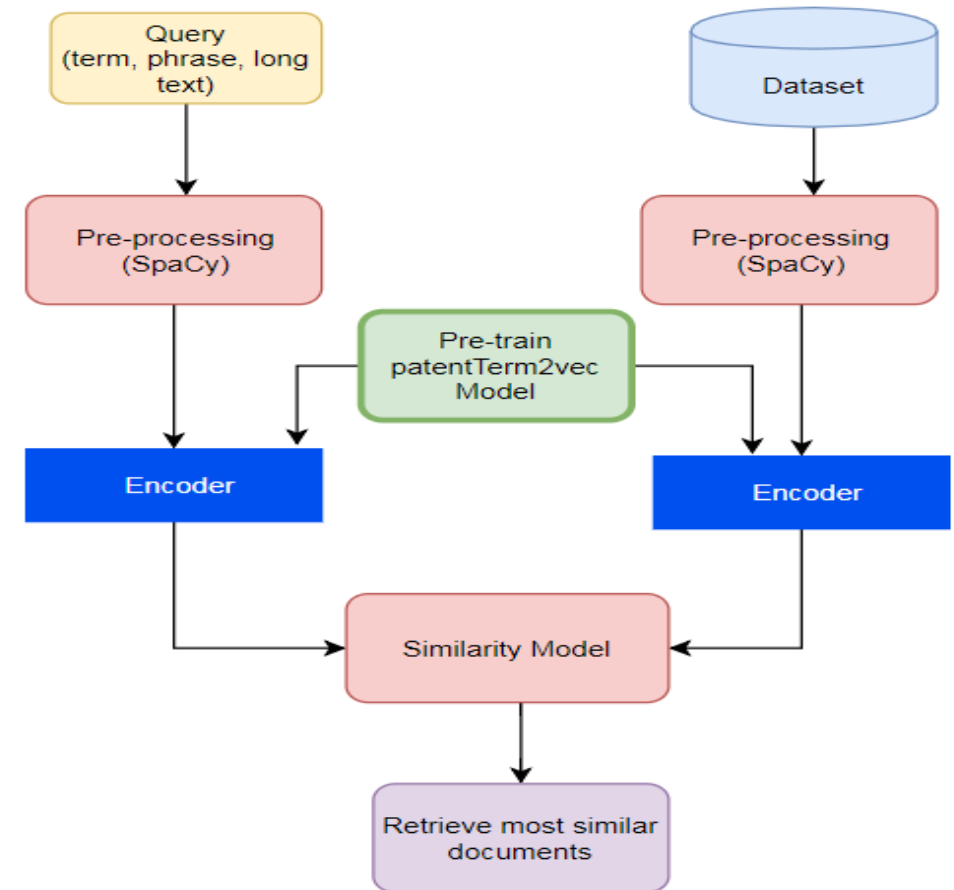 Query
(term, phrase, long
text)
Dataset
Pre-processing
(SpaCy)
Pre-processing
(SpaCy)
Pre-train
patentTerm2vec
Model
Encoder
Encoder
Similarity Model
Retrieve most similar
documents